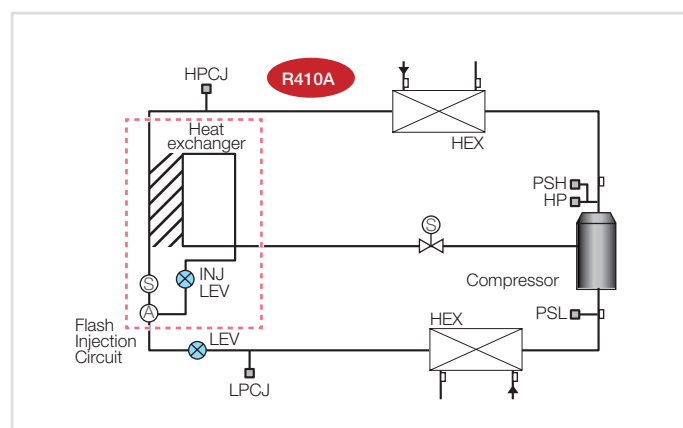 HPCJ
R410A
Heat
exchanger
HEX
PSH
HP
S
S
INJ
LEV
Compressor
A
PSL
HEX
Flash
Injection
Circuit
LEV
LPCJ